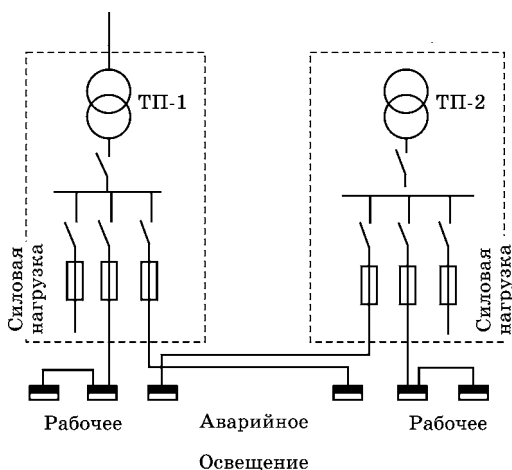 ТП-1
ТП-2
Силовая
нагрузка
Силовая
нагрузка
Рабочее
Аварийное
Рабочее
Освещение